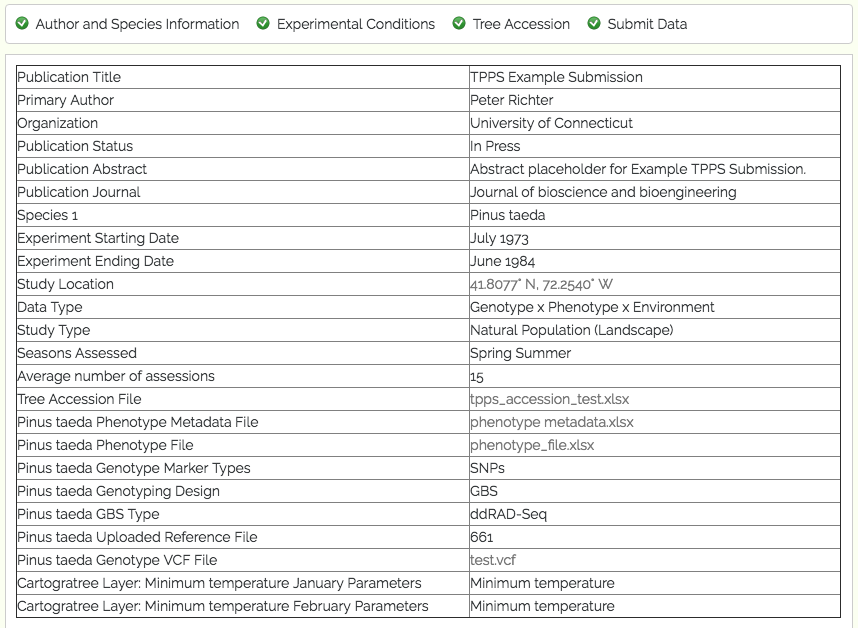 Author and Species Information Experimental Conditions Tree Accession Submit Data
Publication Title TPPS Example Submission
Primary Author Peter Richter
Organization University of Connecticut
Publication Status In Press
Publication Abstract Abstract placeholder for Example TPPS Submission.
Publication Journal Journal of bioscience and bioengineering
Species 1 Pinus taeda
Experiment Starting Date July 1973
Experiment Ending Date June 1984
Study Location 41.8077° N, 72.2540° W
Data Type Genotype x Phenotype x Environment
Study Type Natural Population (Landscape)
Seasons Assessed Spring Summer
Average number of assessions 15
Tree Accession File tpps_accession_test.xlsx
Pinus taeda Phenotype Metadata File phenotype metadata.xlsx
Pinus taeda Phenotype File phenotype_file.xlsx
Pinus taeda Genotype Marker Types SNPs
Pinus taeda Genotyping Design GBS
Pinus taeda GBS Type ddRAD-Seq
Pinus taeda Uploaded Reference File 661
Pinus taeda Genotype VCF File test.vcf
Cartogratree Layer: Minimum temperature January Parameters Minimum temperature
Cartogratree Layer: Minimum temperature February Parameters Minimum temperature